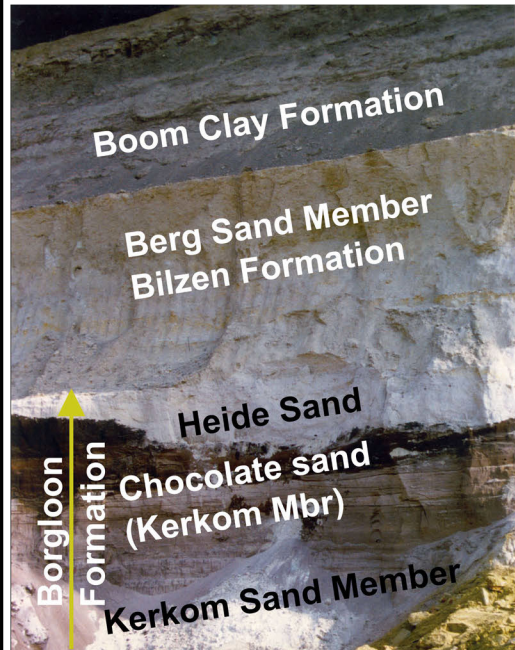 Boom Clay Formation
Berg Sand Member
Bilzen Formation
Heide Sand
Chocolate sand
(Kerkom Mbr)
Kerkom Sand Member
Borgloon
Formation